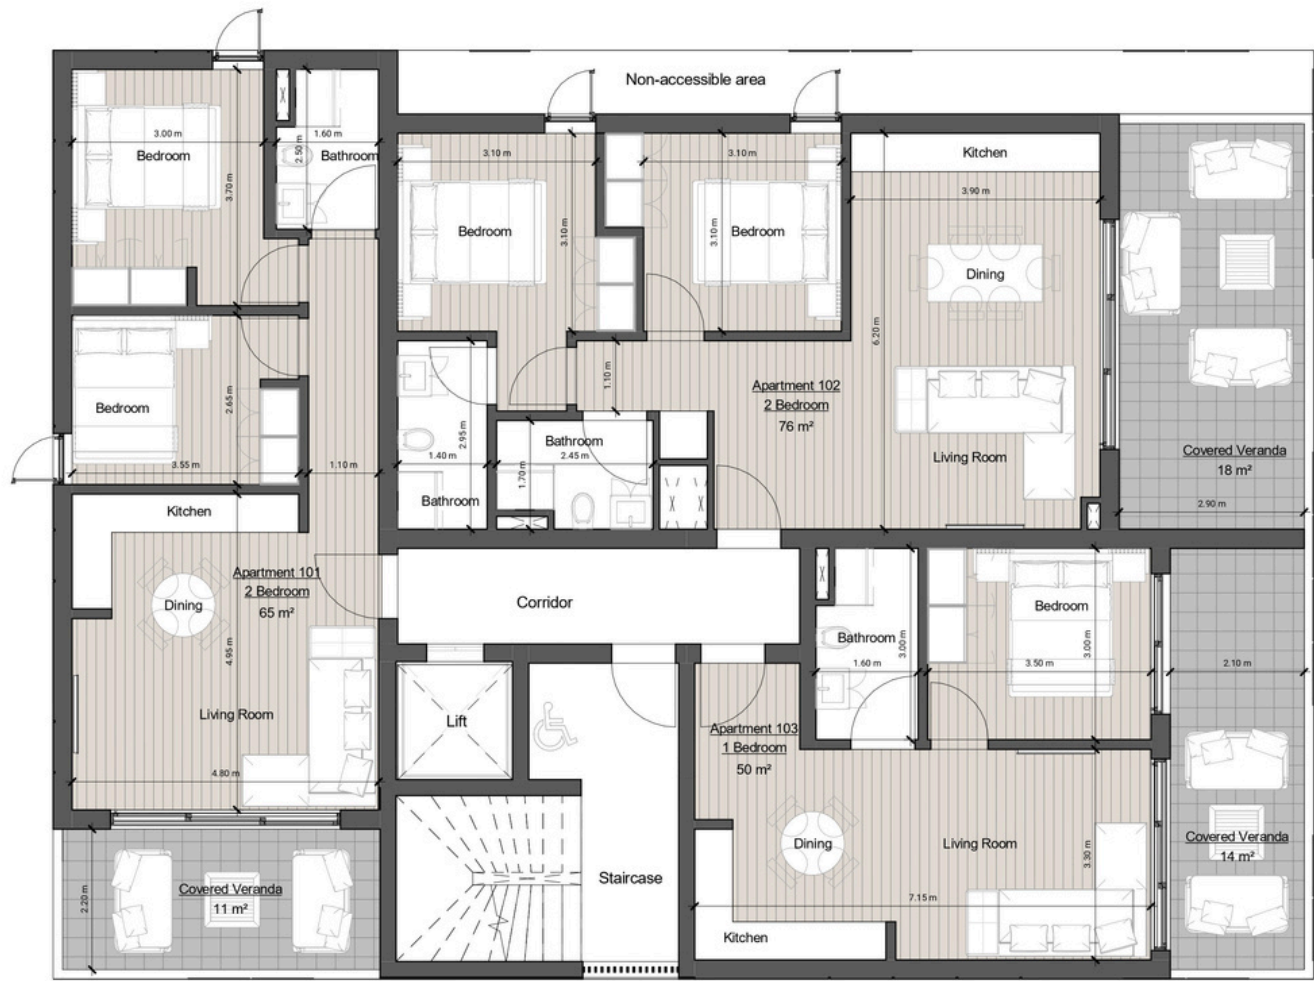 Non-accessible area
3.00 m
Bedroom
3.70 m
1.60 m
2.50 m
Bathroom
3.10 m
Bedroom
3.10 m
3.10 m
3.10 m
Bedroom
Kitchen
3.90 m
Dining
6.20 m
Apartment 102
2 Bedroom
76 m²
Living Room
Covered Veranda
18 m²
2.90 m
Bedroom
2.65 m
3.55 m
1.10 m
1.40 m
2.95 m
Bathroom
1.10 m
Bathroom
2.45 m
1.70 m
Kitchen
Apartment 101
2 Bedroom
65 m²
Dining
4.95 m
Living Room
4.80 m
Corridor
Lift
Staircase
Bathroom
3.00 m
1.60 m
Bedroom
3.00 m
3.50 m
2.10 m
Apartment 103
1 Bedroom
50 m²
Dining
Living Room
3.30 m
7.15 m
Kitchen
Covered Veranda
14 m²
Covered Veranda
11 m²
2.20 m